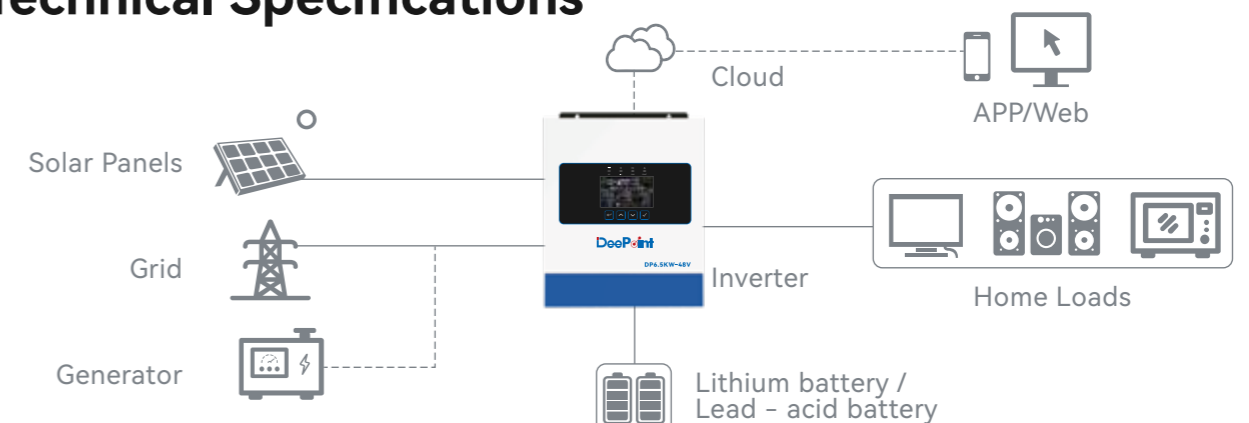 Technical Specifications
Cloud
APP/Web
Solar Panels
Grid
Generator
DeePoint
DP6.5KW-48V
Inverter
Home Loads
Lithium battery /
Lead - acid battery